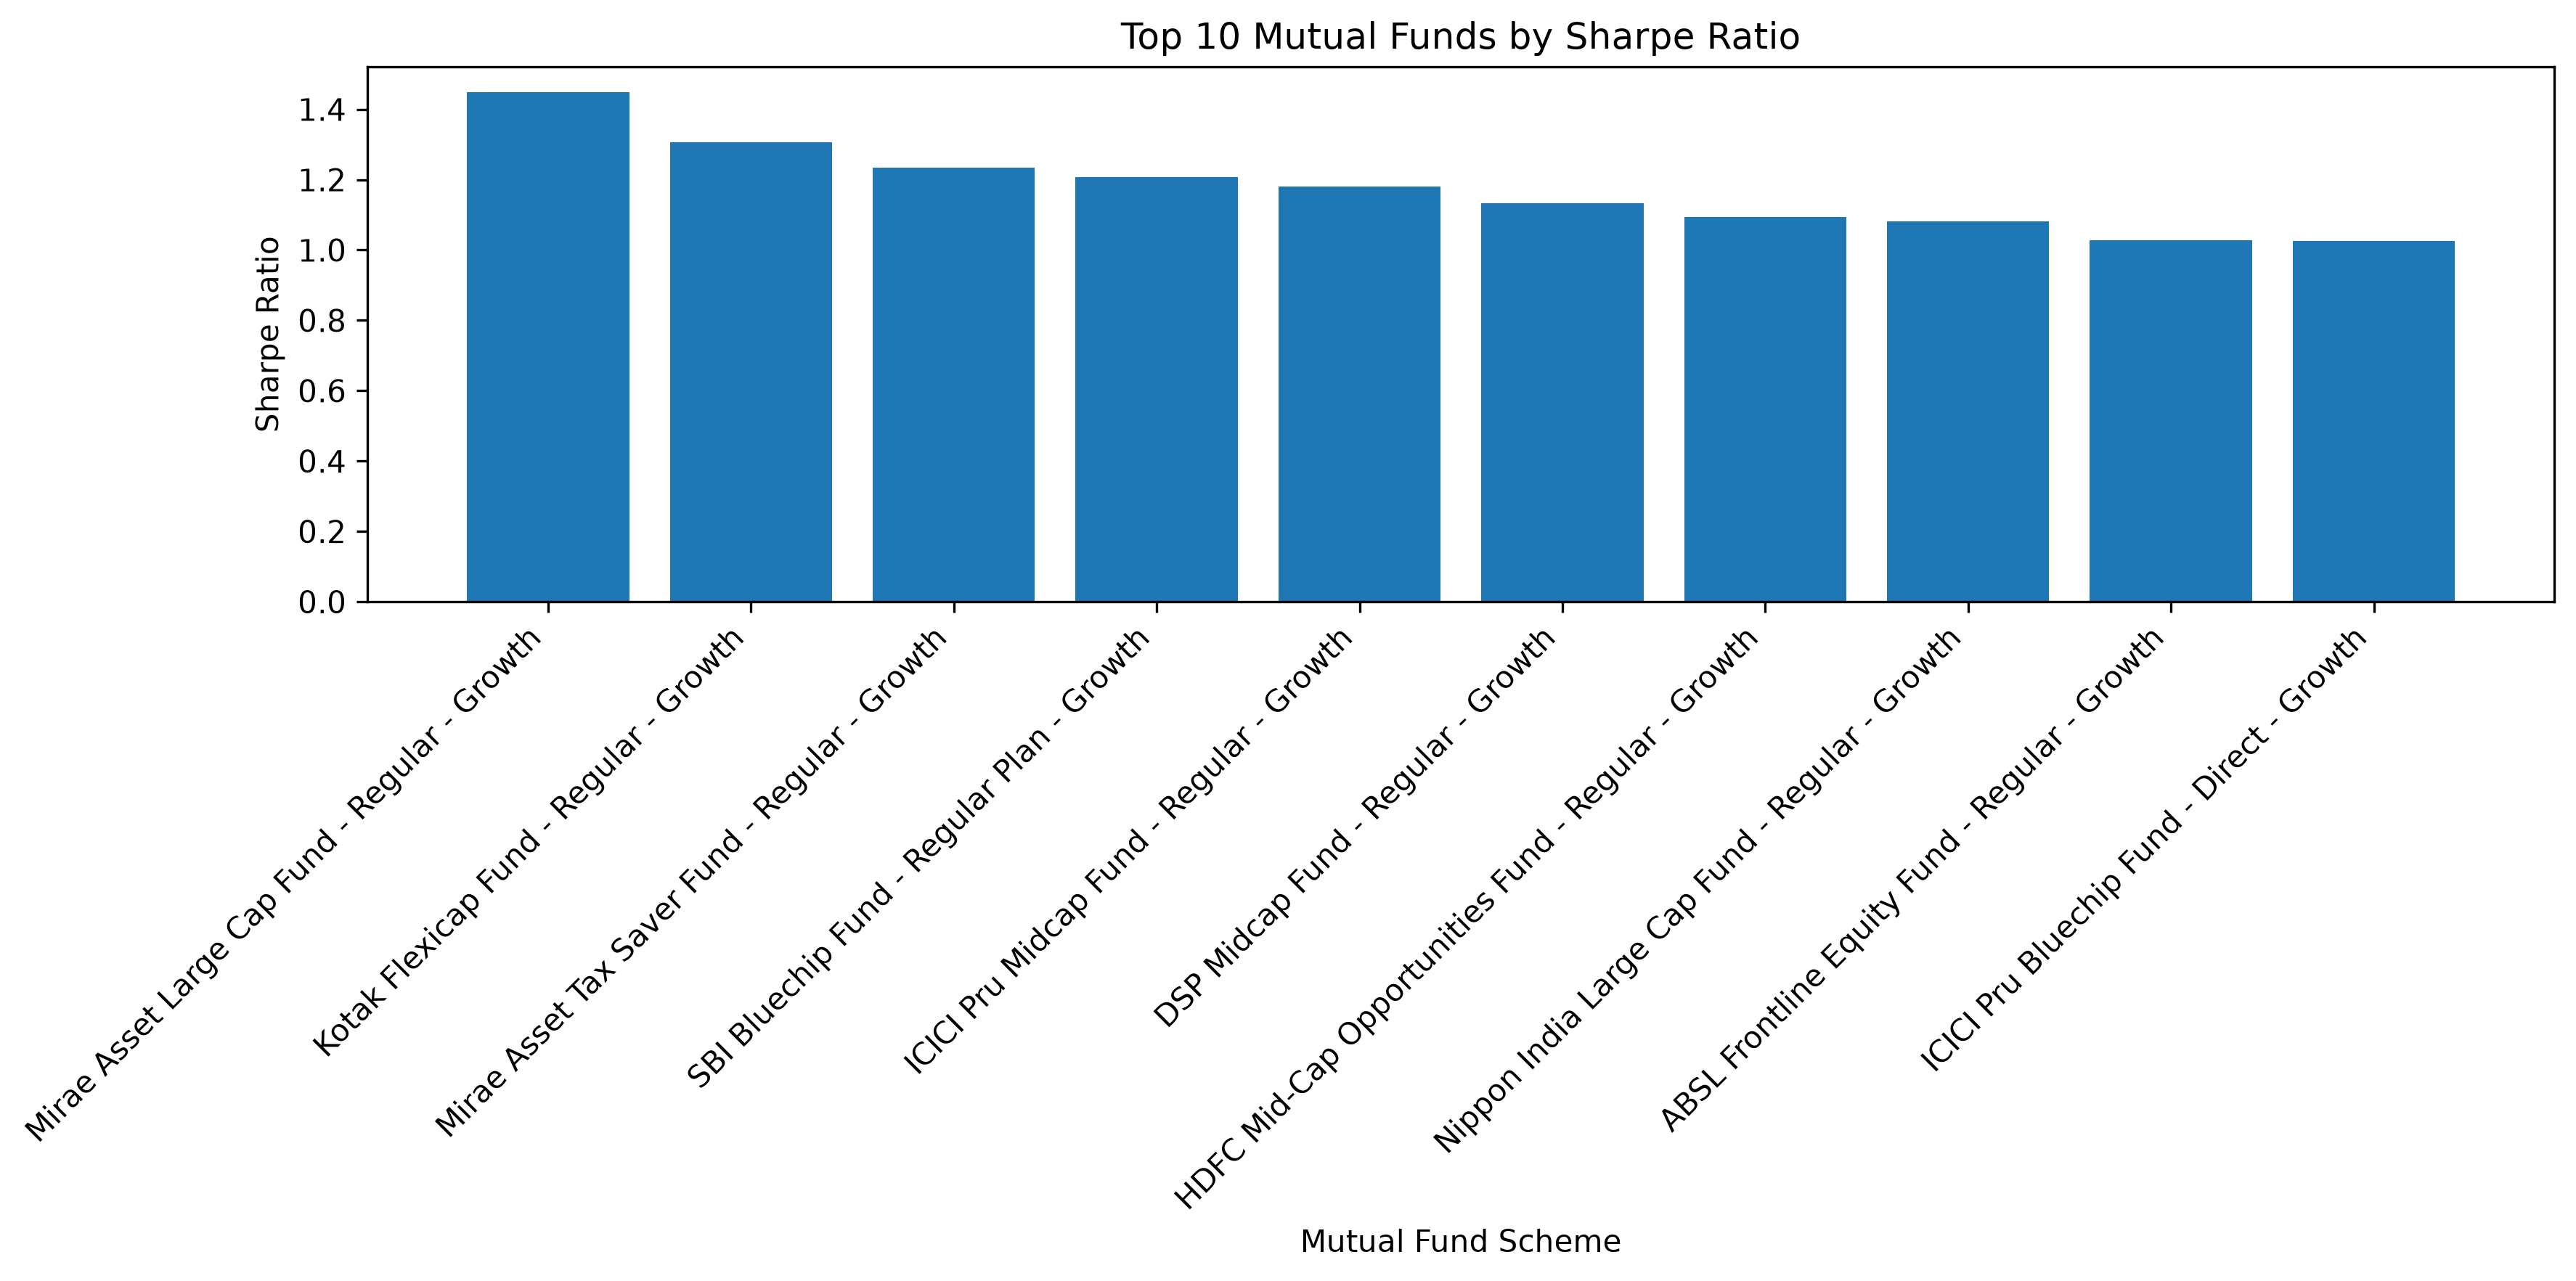 Top 10 Mutual Funds by Sharpe Ratio
Sharpe Ratio
1.4
1.2
1.0
0.8
0.6
0.4
0.2
0.0
Mirae Asset Large Cap Fund - Regular - Growth
Kotak Flexicap Fund - Regular - Growth
Mirae Asset Tax Saver Fund - Regular - Growth
SBI Bluechip Fund - Regular Plan - Growth
ICICI Pru Midcap Fund - Regular - Growth
DSP Midcap Fund - Regular - Growth
HDFC Mid-Cap Opportunities Fund - Regular - Growth
Nippon India Large Cap Fund - Regular - Growth
ABSL Frontline Equity Fund - Regular - Growth
ICICI Pru Bluechip Fund - Direct - Growth
Mutual Fund Scheme